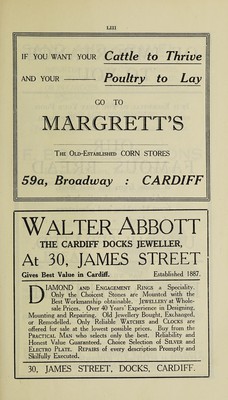 LIII
IF YOU WANT YOUR Cattle to Thrive
AND YOUR —— Poultry to Lay
GO TO
MARGRETT'S
The Old-Established CORN STORES
59a, Broadway : CARDIFF
WALTER ABBOTT
THE CARDIFF DOCKS JEWELLER,
At 30, JAMES STREET
Gives Best Value in Cardiff. Established 1887.
DIAMOND and Engagement Rings a Speciality.
Only the Choicest Stones are Mounted with the
Best Workmanship obtainable. Jewellery at Whole-
sale Prices. Over 40 Years' Experience in Designing,
Mounting and Repairing. Old Jewellery Bought, Exchanged,
or Remodelled. Only Reliable Watches and Clocks are
offered for sale at the lowest possible prices. Buy from the
Practical Man who selects only the best. Reliability and
Honest Value Guaranteed. Choice Selection of Silver and
Electro Plate. Repairs of every description Promptly and
Skilfully Executed.
30, JAMES STREET, DOCKS, CARDIFF.